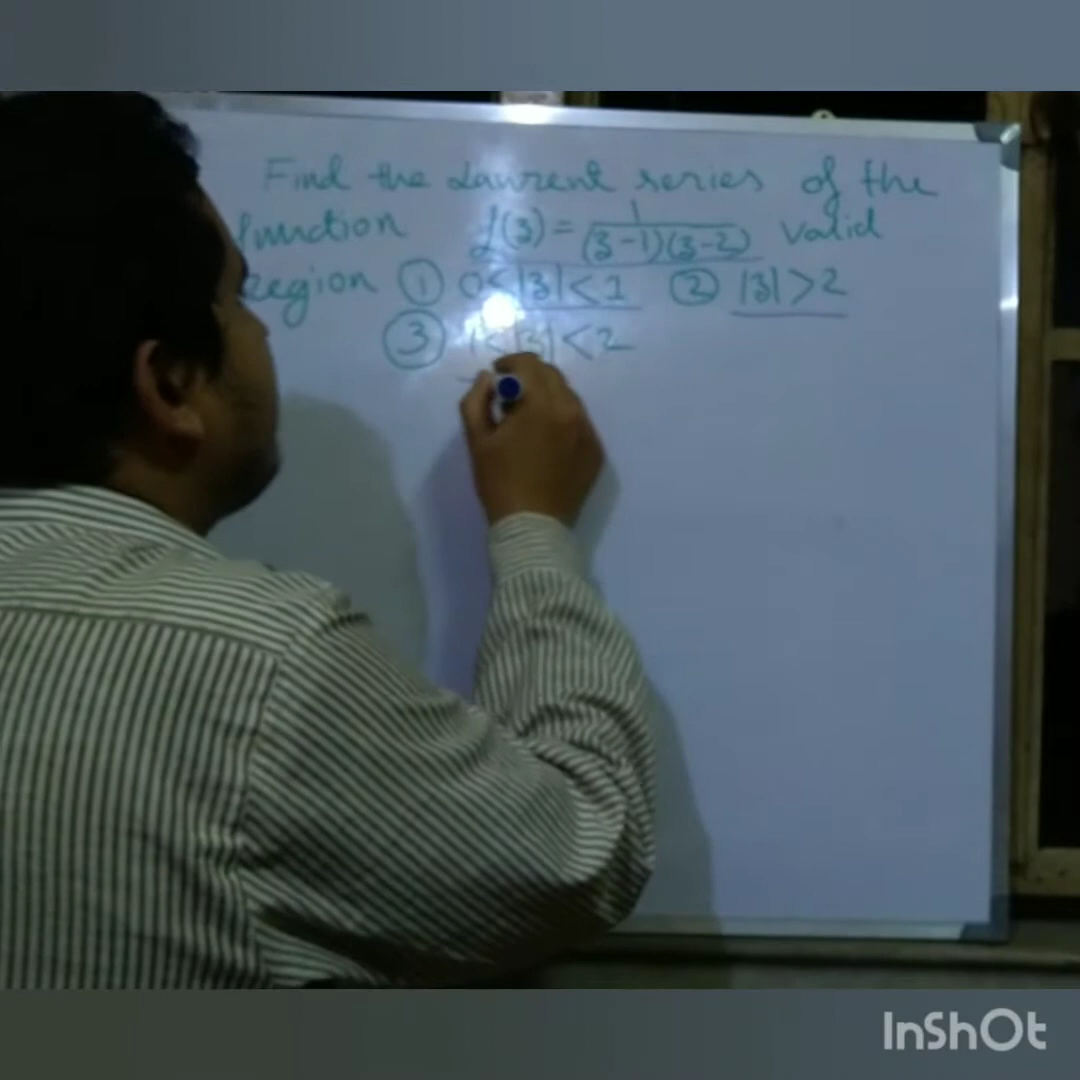 Find the Laurent series of the
function f(z) = 1/((z-1)(z-2)) valid
region ① 0<|z|<1 ② |z|>2
③ 1<|z|<2
InShOt